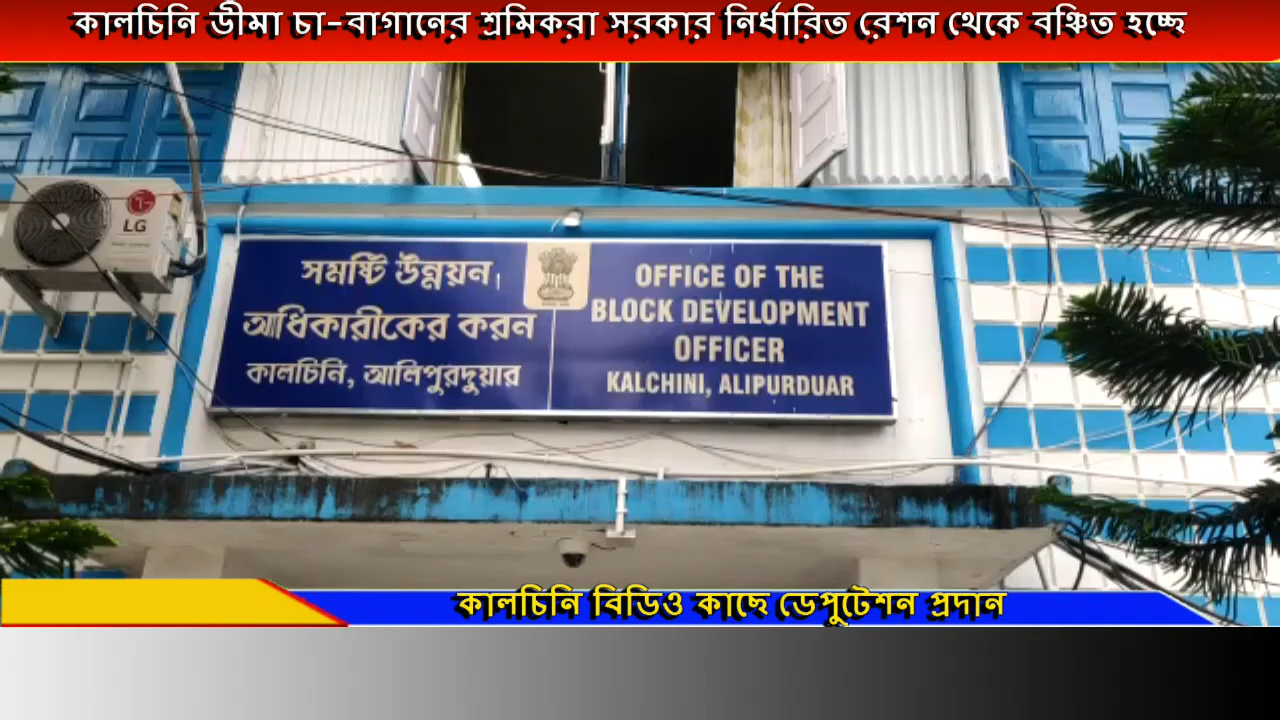 কালচিনি ডীমা চা-বাগানের শ্রমিকরা সরকার নির্ধারিত রেশন থেকে বঞ্চিত হচ্ছে
LG
সমষ্টি উন্নয়ন
আধিকারীকের করন
কালচিনি, আলিপুরদুয়ার
OFFICE OF THE
BLOCK DEVELOPMENT
OFFICER
KALCHINI, ALIPURDUAR
কালচিনি বিডিও কাছে ডেপুটেশন প্রদান